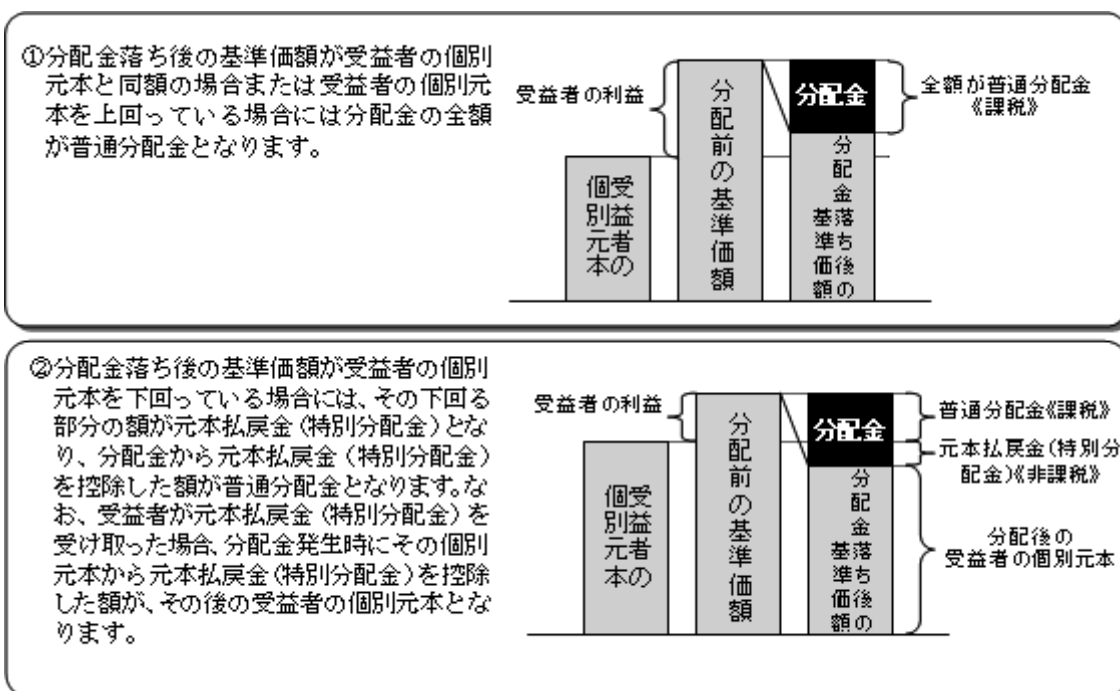 ①分配金落ち後の基準価額が受益者の個別
元本と同額の場合または受益者の個別元
本を上回っている場合には分配金の全額
が普通分配金となります。
受益者の利益
受益者の
個別元本
分配前の基準価額
分配金
分配金落ち後の
基準価額
全額が普通分配金
《課税》
②分配金落ち後の基準価額が受益者の個別
元本を下回っている場合には、その下回る
部分の額が元本払戻金(特別分配金)とな
り、分配金から元本払戻金(特別分配金)
を控除した額が普通分配金となります。な
お、受益者が元本払戻金(特別分配金)を
受け取った場合、分配金発生時にその個別
元本から元本払戻金(特別分配金)を控除
した額が、その後の受益者の個別元本とな
ります。
受益者の利益
受益者の
個別元本
分配前の基準価額
分配金
分配金落ち後の
基準価額
普通分配金《課税》
元本払戻金(特別分
配金)《非課税》
分配後の
受益者の個別元本